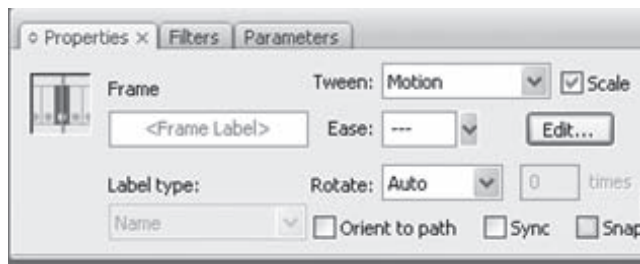 Properties × Filters Parameters
Frame
<Frame Label>
Label type:
Name
Tween: Motion Scale
Ease: --- Edit...
Rotate: Auto 0 times
Orient to path Sync Snap